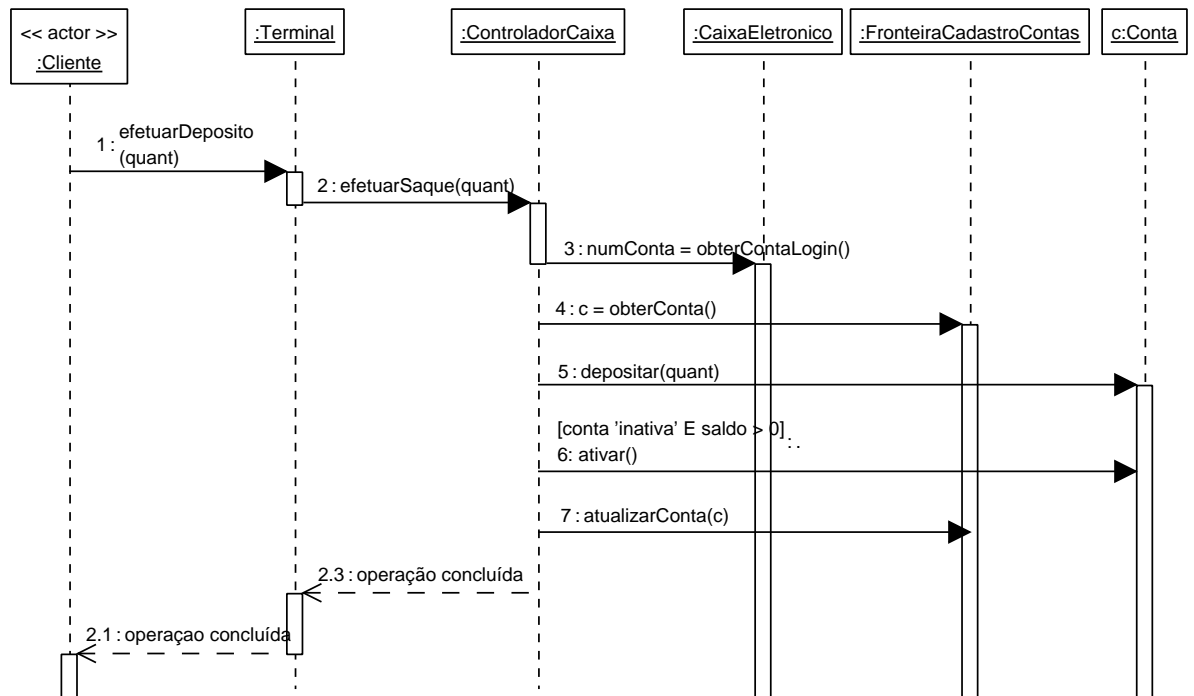 << actor >>
:Cliente
:Terminal
:ControladorCaixa
:CaixaEletronico
:FronteiraCadastroContas
c:Conta
1 : efetuarDeposito
(quant)
2 : efetuarSaque(quant)
3 : numConta = obterContaLogin()
4 : c = obterConta()
5 : depositar(quant)
[conta 'inativa' E saldo > 0] : .
6: ativar()
7 : atualizarConta(c)
2.3 : operação concluída
2.1 : operaçao concluída